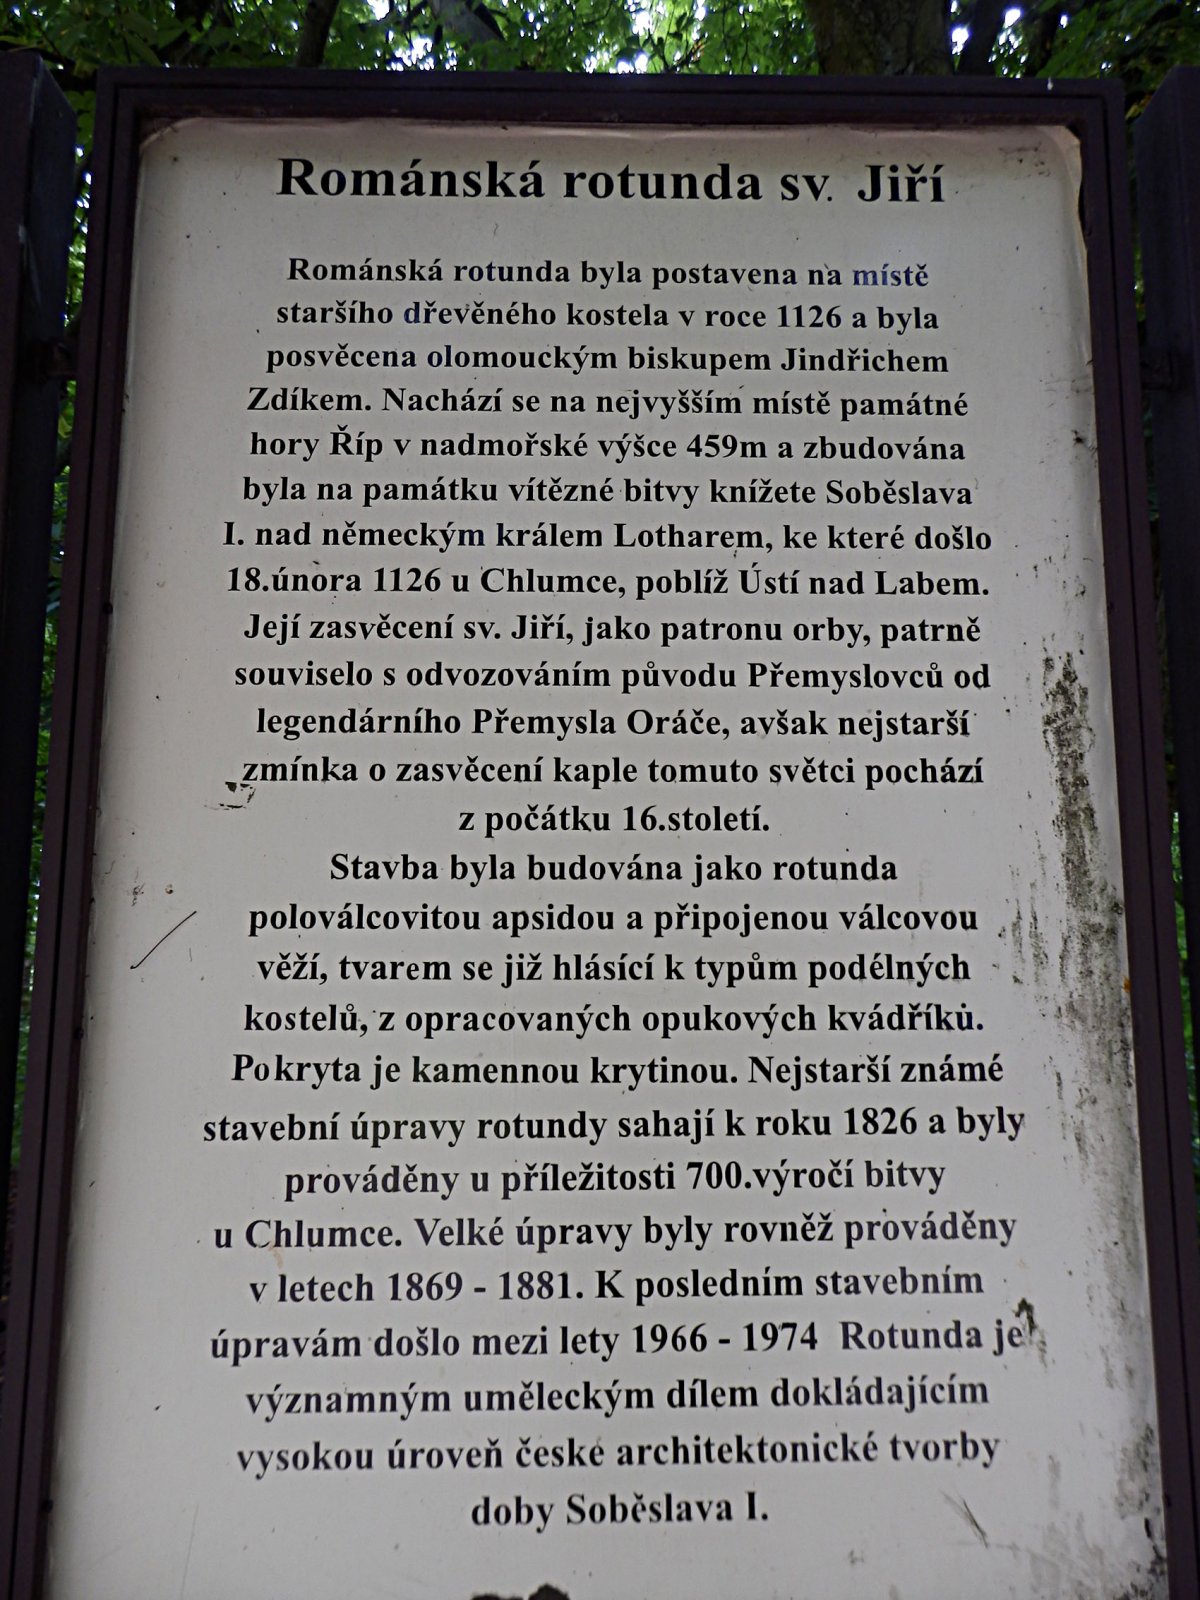 Románská rotunda sv. Jiří
Románská rotunda byla postavena na místě
staršího dřevěného kostela v roce 1126 a byla
posvěcena olomouckým biskupem Jindřichem
Zdíkem. Nachází se na nejvyšším místě památné
hory Říp v nadmořské výšce 459m a zbudována
byla na památku vítězné bitvy knížete Soběslava
I. nad německým králem Lotharem, ke které došlo
18.února 1126 u Chlumce, poblíž Ústí nad Labem.
Její zasvěcení sv. Jiří, jako patronu orby, patrně
souviselo s odvozováním původu Přemyslovců od
legendárního Přemysla Oráče, avšak nejstarší
zmínka o zasvěcení kaple tomuto světci pochází
z počátku 16.století.
Stavba byla budována jako rotunda
poloválcovitou apsidou a připojenou válcovou
věží, tvarem se již hlásící k typům podélných
kostelů, z opracovaných opukových kvádříků.
Pokryta je kamennou krytinou. Nejstarší známé
stavební úpravy rotundy sahají k roku 1826 a byly
prováděny u příležitosti 700.výročí bitvy
u Chlumce. Velké úpravy byly rovněž prováděny
v letech 1869 - 1881. K posledním stavebním
úpravám došlo mezi lety 1966 - 1974 Rotunda je
významným uměleckým dílem dokládajícím
vysokou úroveň české architektonické tvorby
doby Soběslava I.